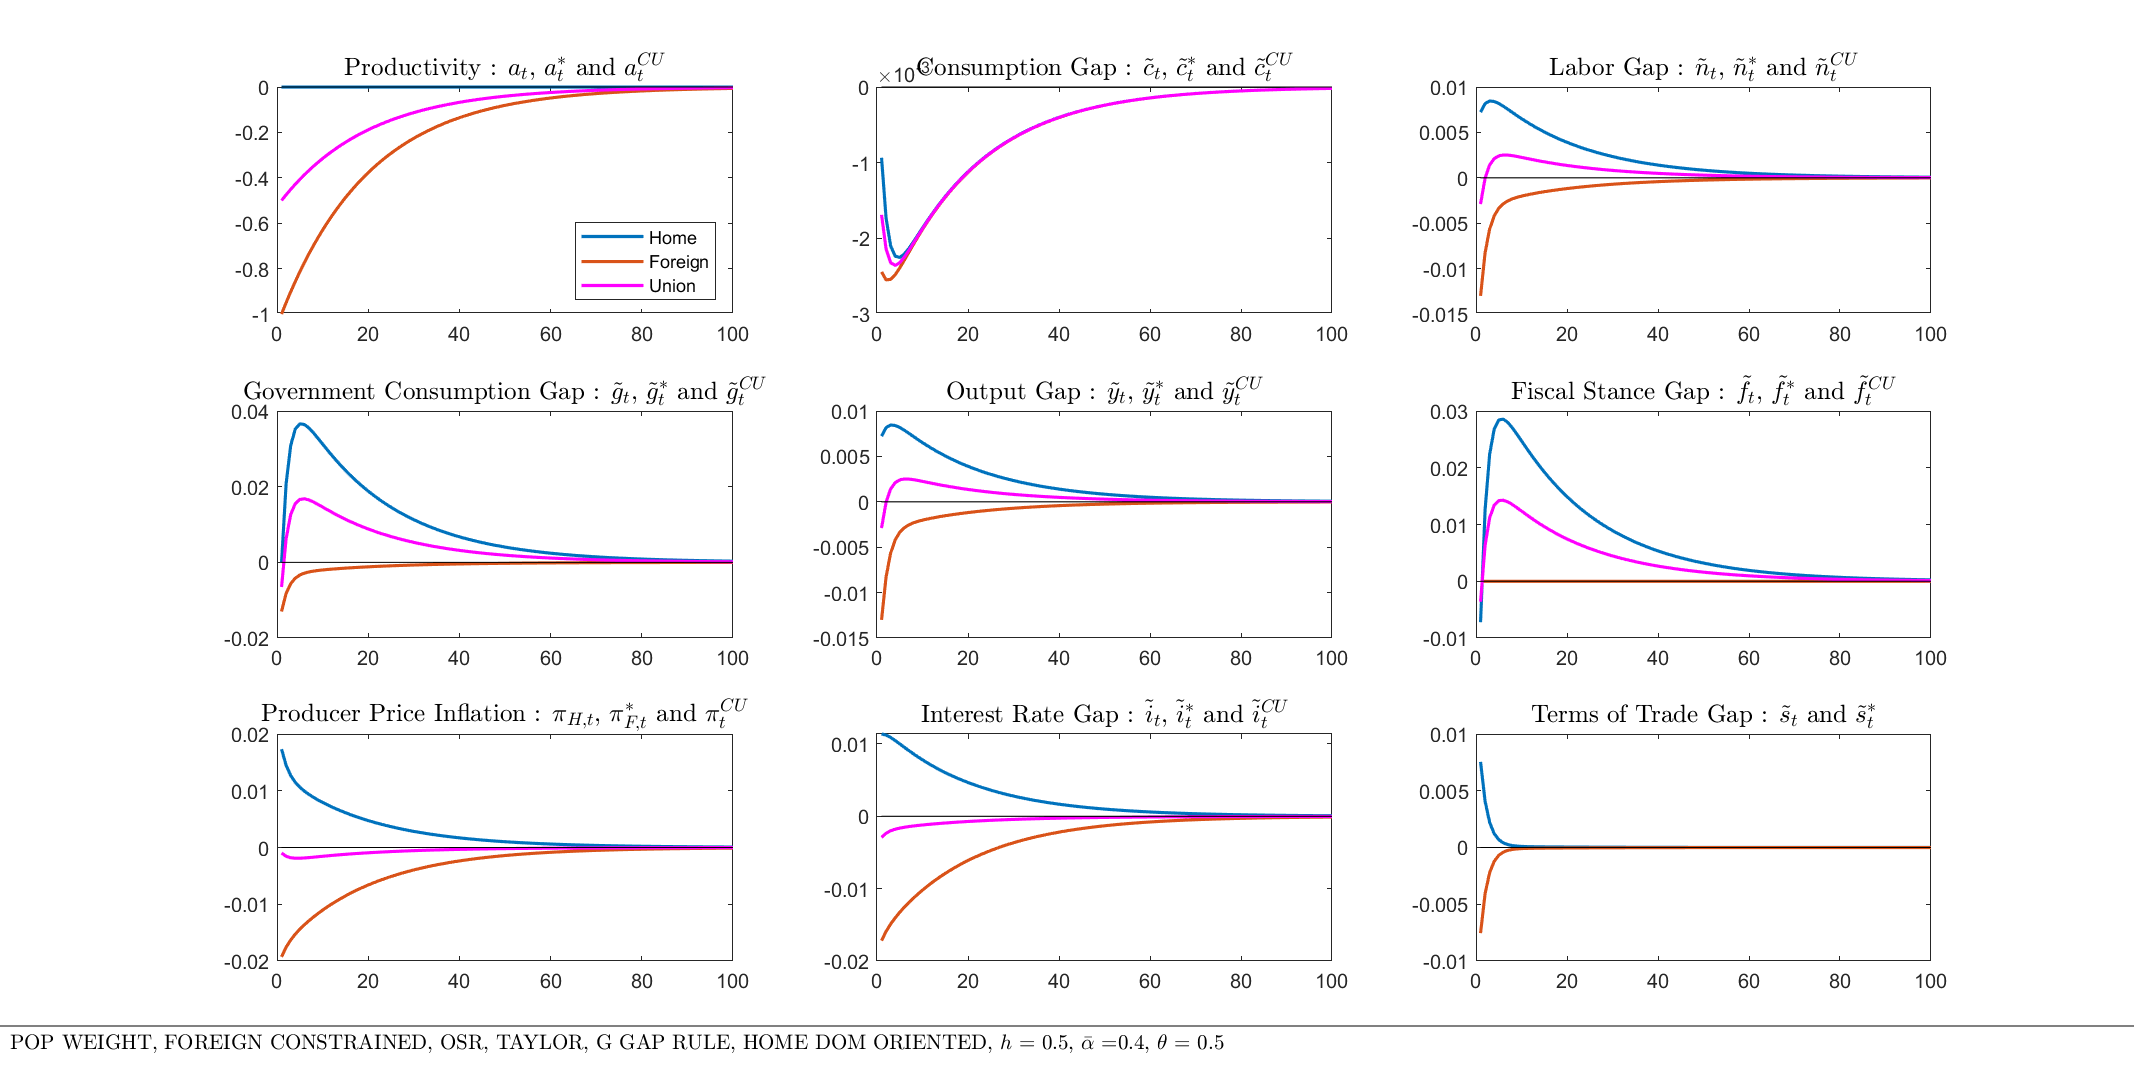 Productivity : a_t, a_t^* and a_t^{CU}
0
-0.2
-0.4
-0.6
-0.8
-1
0 20 40 60 80 100
Home
Foreign
Union
×10
Consumption Gap : c̃_t, c̃_t^* and c̃_t^{CU}
0
-1
-2
-3
0 20 40 60 80 100
Labor Gap : ñ_t, ñ_t^* and ñ_t^{CU}
0.01
0.005
0
-0.005
-0.01
-0.015
0 20 40 60 80 100
Government Consumption Gap : g̃_t, g̃_t^* and g̃_t^{CU}
0.04
0.02
0
-0.02
0 20 40 60 80 100
Output Gap : ỹ_t, ỹ_t^* and ỹ_t^{CU}
0.01
0.005
0
-0.005
-0.01
-0.015
0 20 40 60 80 100
Fiscal Stance Gap : f̃_t, f̃_t^* and f̃_t^{CU}
0.03
0.02
0.01
0
-0.01
0 20 40 60 80 100
Producer Price Inflation : π_{H,t}, π_{F,t}^* and π_t^{CU}
0.02
0.01
0
-0.01
-0.02
0 20 40 60 80 100
Interest Rate Gap : ĩ_t, ĩ_t^* and ĩ_t^{CU}
0.01
0
-0.01
-0.02
0 20 40 60 80 100
Terms of Trade Gap : s̃_t and s̃_t^*
0.01
0.005
0
-0.005
-0.01
0 20 40 60 80 100
POP WEIGHT, FOREIGN CONSTRAINED, OSR, TAYLOR, G GAP RULE, HOME DOM ORIENTED, h = 0.5, ᾱ =0.4, θ = 0.5